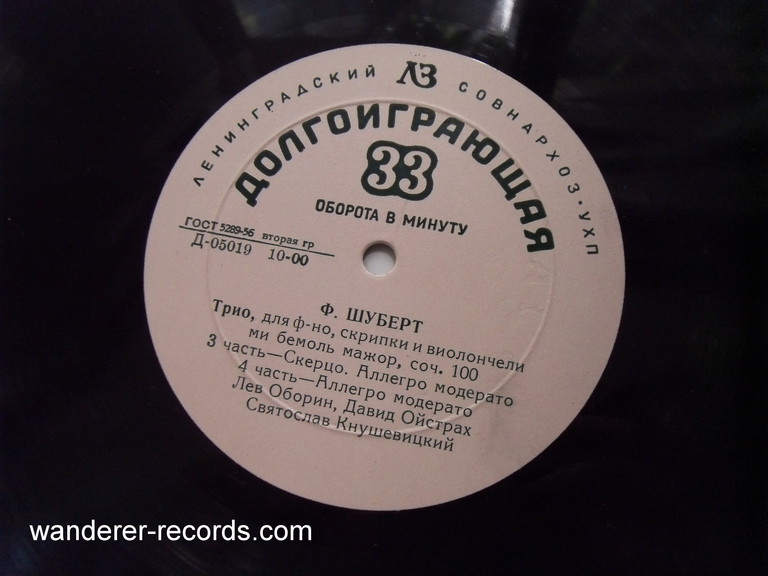 ЛЕНИНГРАДСКИЙ ЛЗ СОВНАРХОЗ·УХП
ДОЛГОИГРАЮЩАЯ
33
ОБОРОТА В МИНУТУ
ГОСТ 5289-56 вторая гр
Д-05019 10-00
Ф. ШУБЕРТ
Трио, для ф-но, скрипки и виолончели
ми бемоль мажор, соч. 100
3 часть—Скерцо. Аллегро модерато
4 часть—Аллегро модерато
Лев Оборин, Давид Ойстрах
Святослав Кнушевицкий
wanderer-records.com